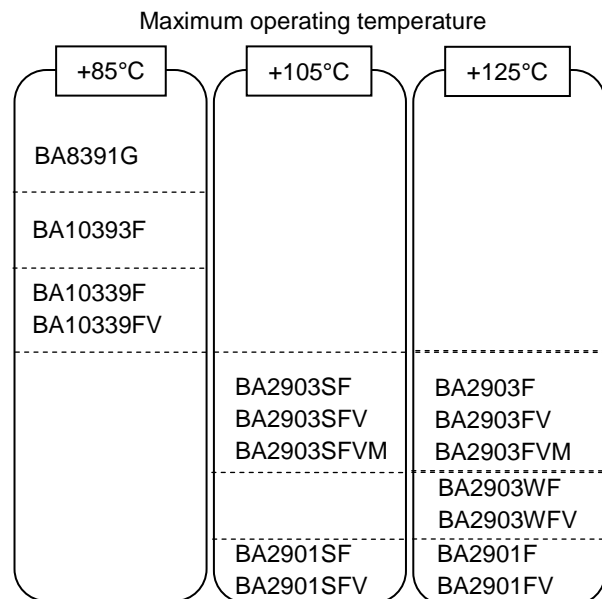 Maximum operating temperature
+85°C
+105°C
+125°C
BA8391G
BA10393F
BA10339F
BA10339FV
BA2903SF
BA2903SFV
BA2903SFVM
BA2903F
BA2903FV
BA2903FVM
BA2903WF
BA2903WFV
BA2901SF
BA2901SFV
BA2901F
BA2901FV